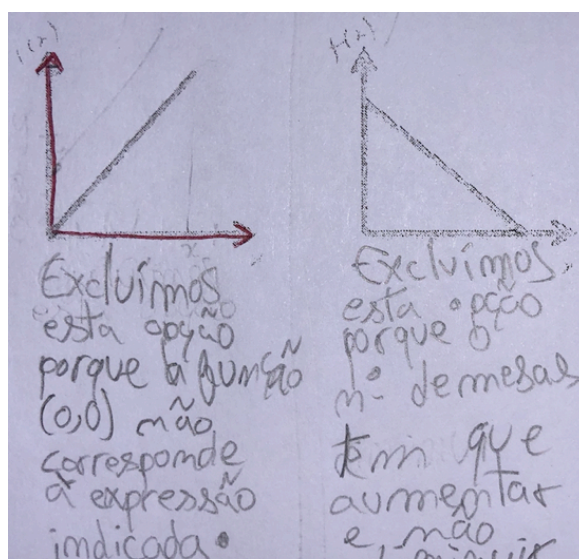 f(x)
Excluímos
esta opção
porque a função
(0,0) não
corresponde
à expressão
indicada.
f(x)
Excluímos
esta opção
porque o
nº de mesas
tem que
aumentar
e não